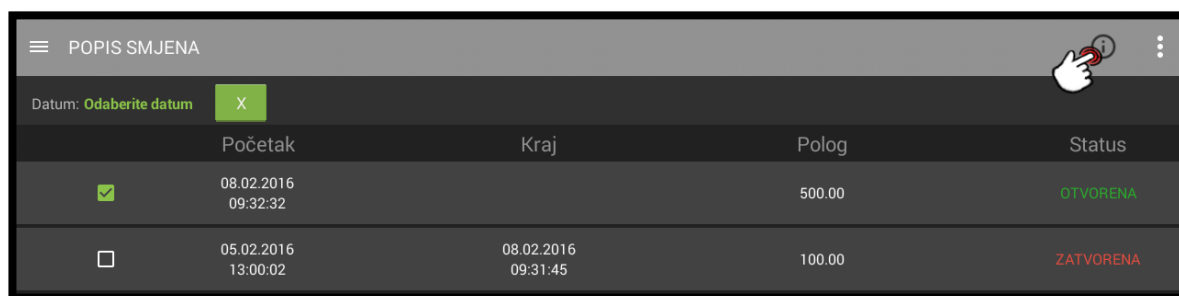 POPIS SMJENA
Datum: Odaberite datum X
Početak Kraj Polog Status
08.02.2016
09:32:32
500.00 OTVORENA
05.02.2016
13:00:02
08.02.2016
09:31:45
100.00 ZATVORENA